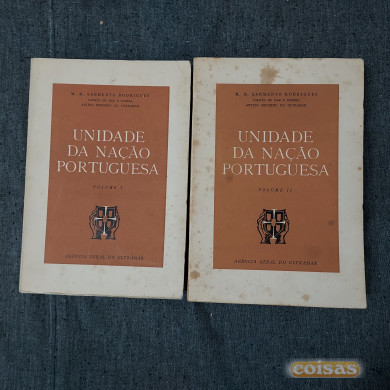 M. M. SARMENTO RODRIGUES
UNIDADE
DA NAÇÃO
PORTUGUESA
VOLUME I
AGÊNCIA GERAL DO ULTRAMAR
M. M. SARMENTO RODRIGUES
UNIDADE
DA NAÇÃO
PORTUGUESA
VOLUME II
AGÊNCIA GERAL DO ULTRAMAR
coisas